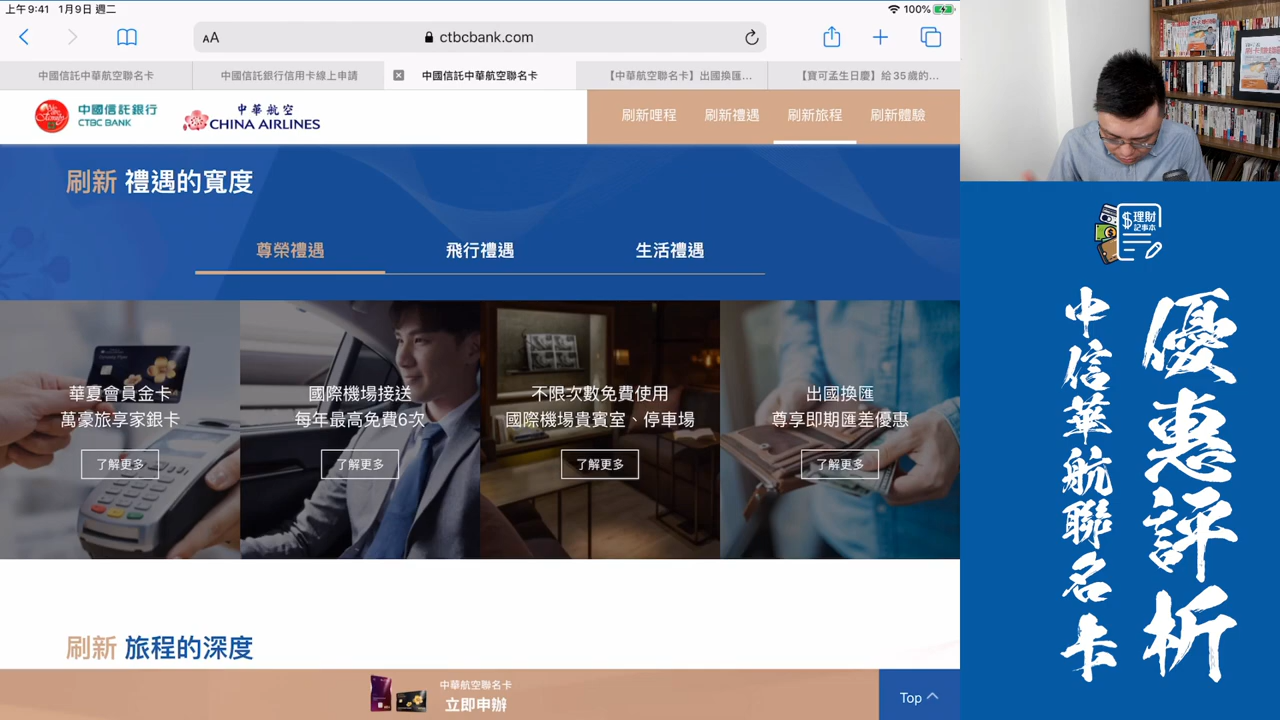 上午9:41 1月9日 週二
100%
AA
ctbcbank.com
中國信託中華航空聯名卡
中國信託銀行信用卡線上申請
中國信託中華航空聯名卡
【中華航空聯名卡】出國換匯...
【寶可孟生日慶】給35歲的...
中國信託銀行
CTBC BANK
中華航空
CHINA AIRLINES
刷新哩程
刷新禮遇
刷新旅程
刷新體驗
刷新 禮遇的寬度
尊榮禮遇
飛行禮遇
生活禮遇
華夏會員金卡
萬豪旅享家銀卡
了解更多
國際機場接送
每年最高免費6次
了解更多
不限次數免費使用
國際機場貴賓室、停車場
了解更多
出國換匯
尊享即期匯差優惠
了解更多
刷新 旅程的深度
中華航空聯名卡
立即申辦
Top
$理財
記事本
優惠評析
中信華航聯名卡